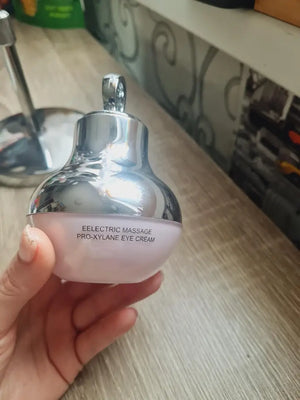 EELECTRIC MASSAGE
PRO-XYLANE EYE CREAM